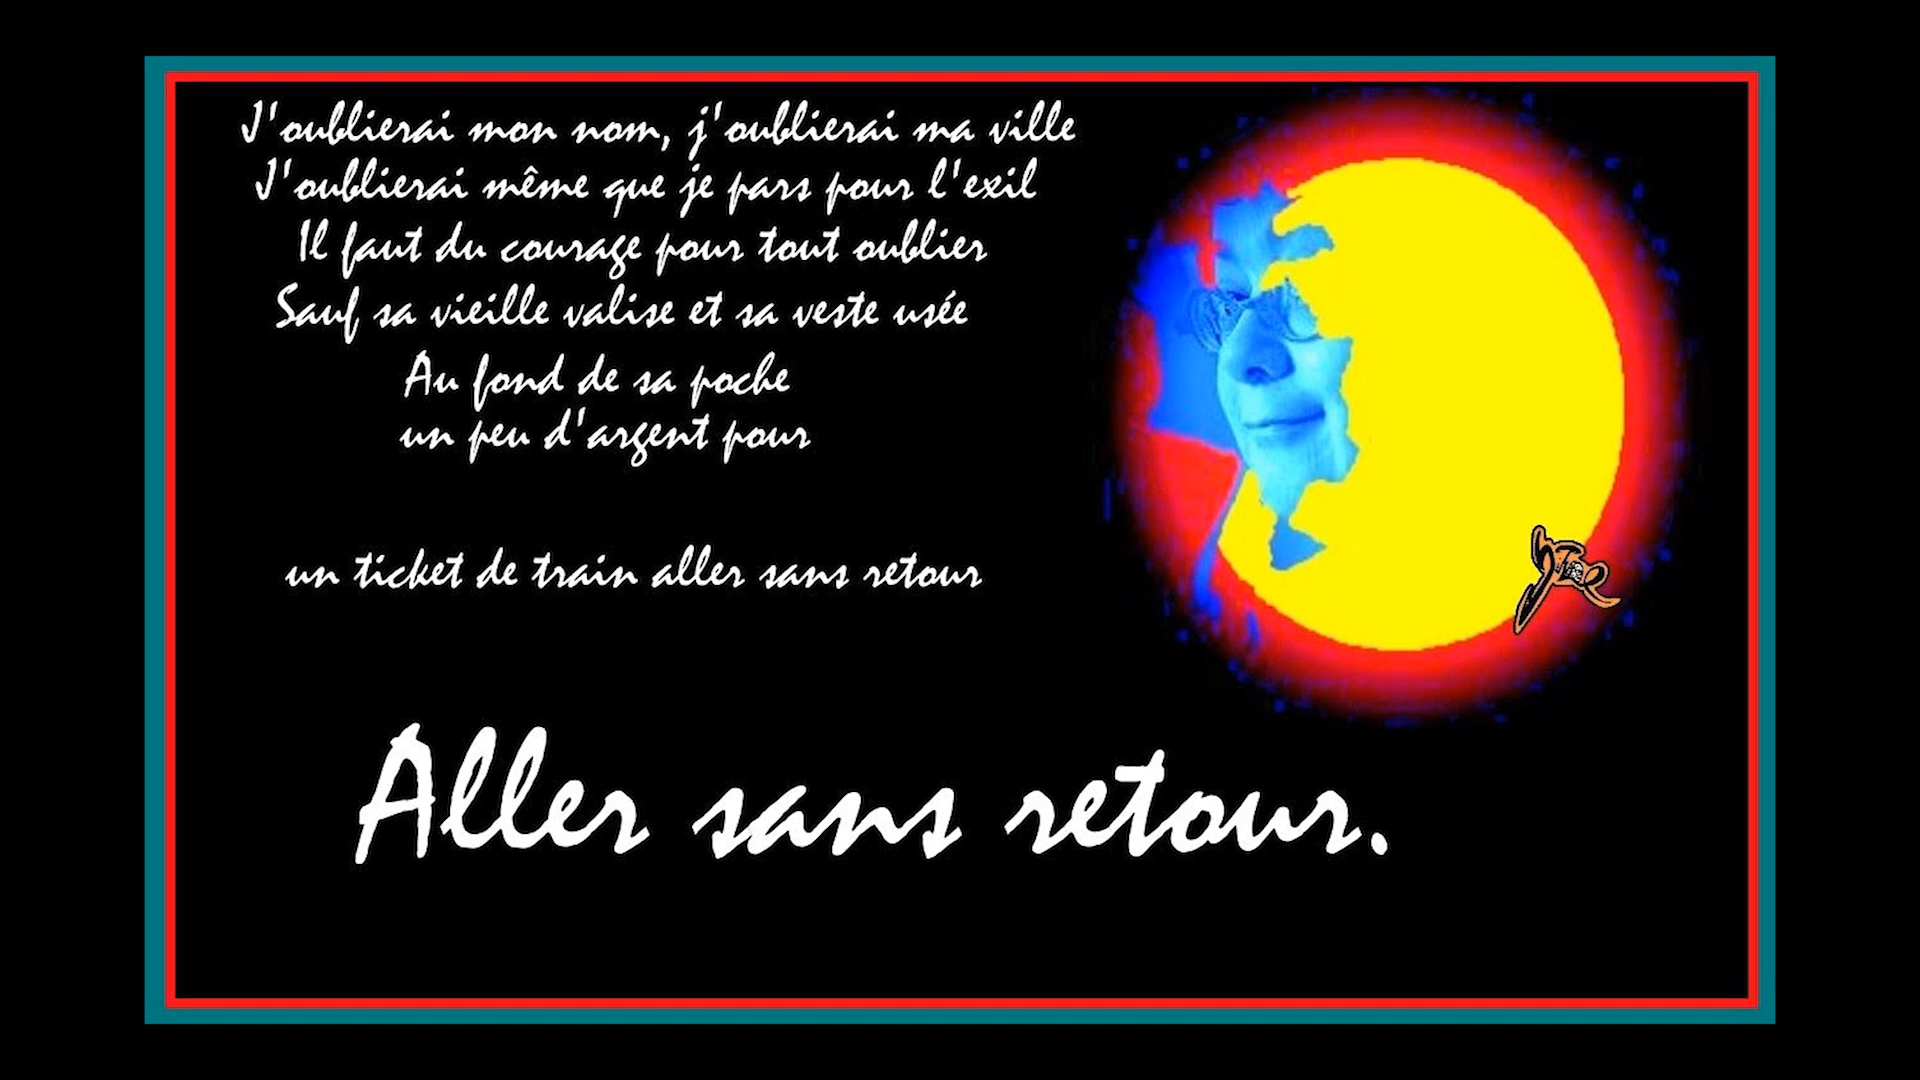 J'oublierai mon nom, j'oublierai ma ville
J'oublierai même que je pars pour l'exil
Il faut du courage pour tout oublier
Sauf sa vieille valise et sa veste usée
Au fond de sa poche
un peu d'argent pour
un ticket de train aller sans retour
Aller sans retour.